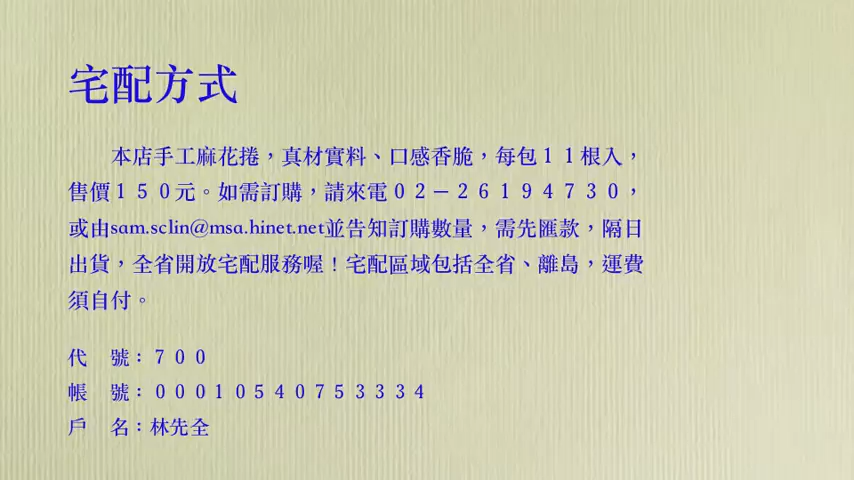 宅配方式
本店手工麻花捲，真材實料、口感香脆，每包１１根入，
售價１５０元。如需訂購，請來電０２－２６１９４７３０，
或由sam.sclin@msa.hinet.net並告知訂購數量，需先匯款，隔日
出貨，全省開放宅配服務喔！宅配區域包括全省、離島，運費
須自付。
代　號：７００
帳　號：０００１０５４０７５３３３４
戶　名：林先全